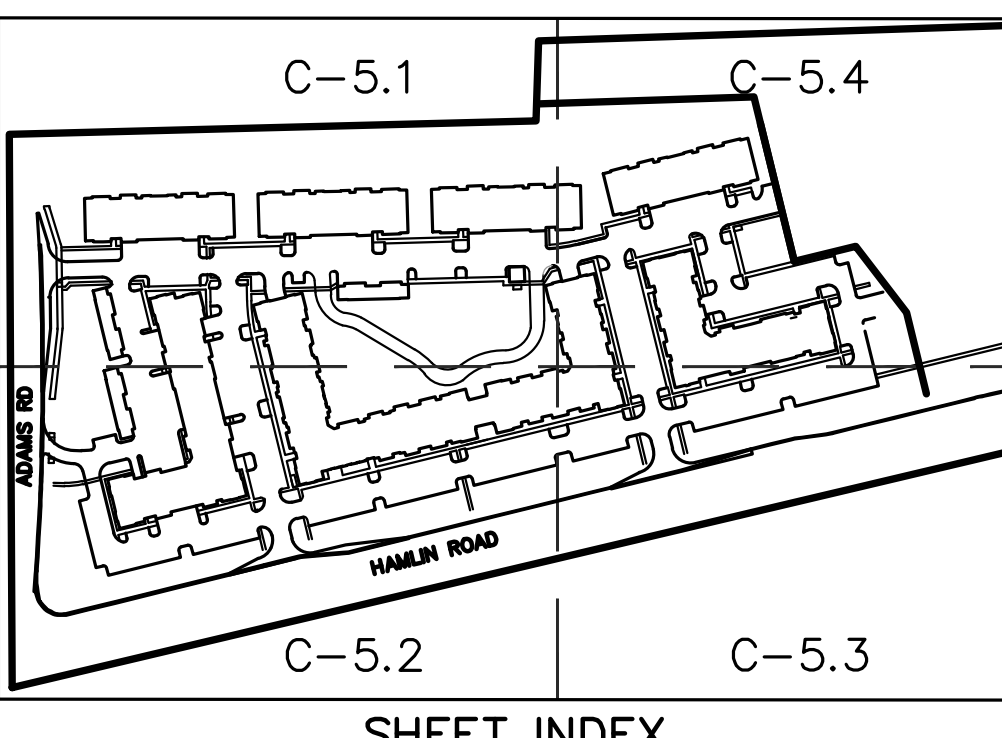 C-5.1
C-5.4
ADAMS RD
HAMLIN ROAD
C-5.2
C-5.3
SHEET INDEX